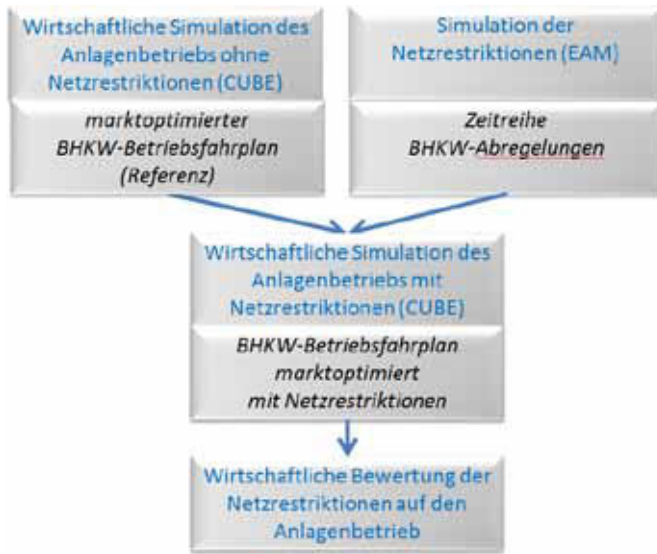 Wirtschaftliche Simulation des
Anlagenbetriebs ohne
Netzrestriktionen (CUBE)
marktoptimierter
BHKW-Betriebsfahrplan
(Referenz)
Simulation der
Netzrestriktionen (EAM)
Zeitreihe
BHKW-Abregelungen
Wirtschaftliche Simulation des
Anlagenbetriebs mit
Netzrestriktionen (CUBE)
BHKW-Betriebsfahrplan
marktoptimiert
mit Netzrestriktionen
Wirtschaftliche Bewertung der
Netzrestriktionen auf den
Anlagenbetrieb